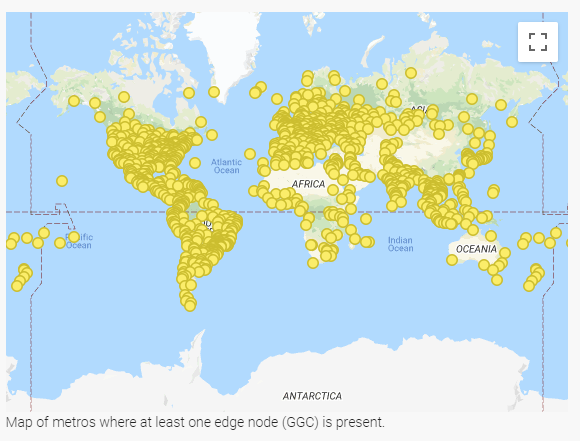 ASIA
Atlantic
Ocean
AFRICA
Pacific
Ocean
Indian
Ocean
OCEANIA
ANTARCTICA
Map of metros where at least one edge node (GGC) is present.